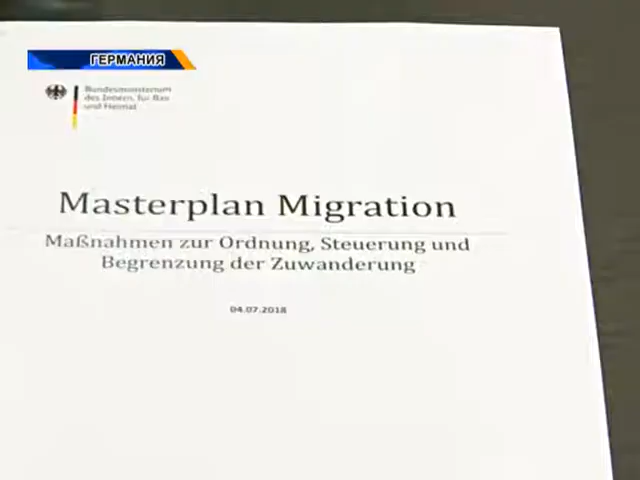 ГЕРМАНИЯ
Bundesministerium
des Innern, für Bau
und Heimat
Masterplan Migration
Maßnahmen zur Ordnung, Steuerung und
Begrenzung der Zuwanderung
04.07.2018